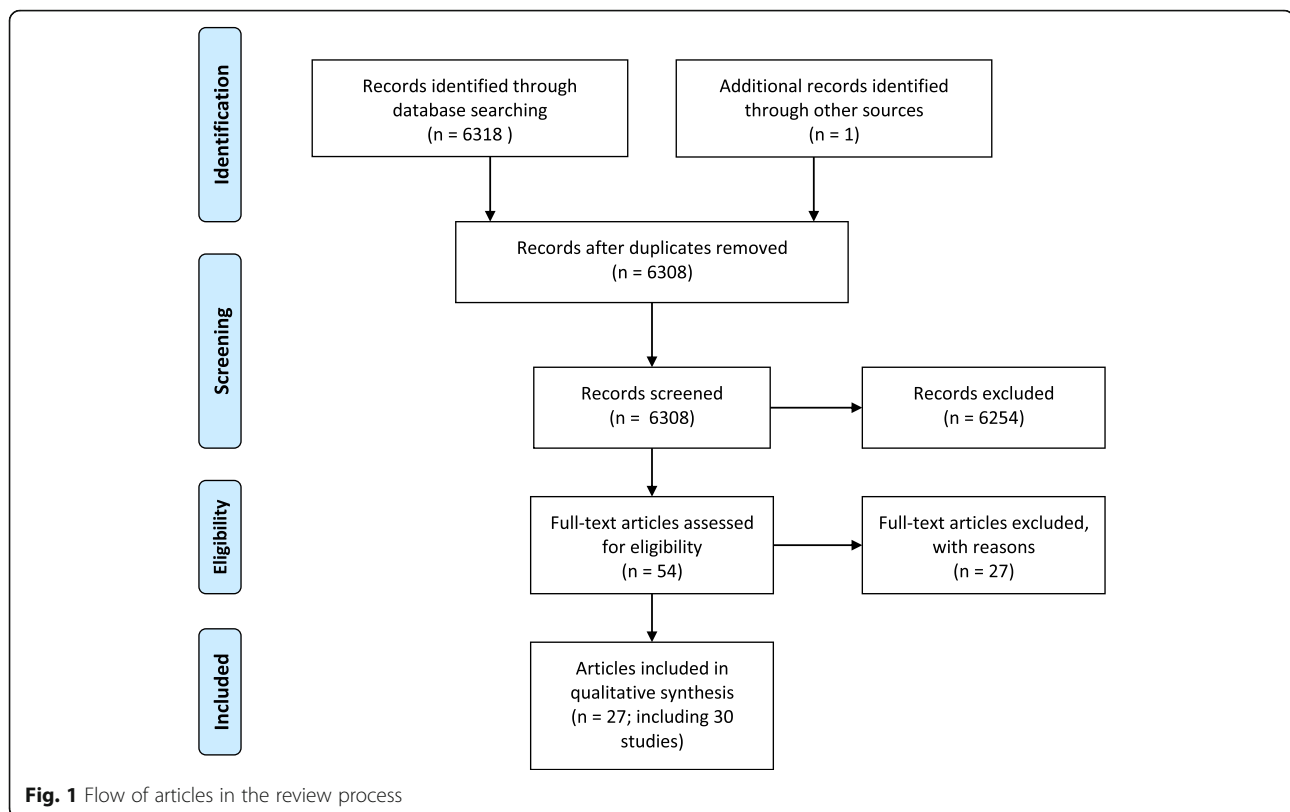 Identification
Records identified through
database searching
(n = 6318 )
Additional records identified
through other sources
(n = 1)
Screening
Records after duplicates removed
(n = 6308)
Records screened
(n = 6308)
Records excluded
(n = 6254)
Eligibility
Full-text articles assessed
for eligibility
(n = 54)
Full-text articles excluded,
with reasons
(n = 27)
Included
Articles included in
qualitative synthesis
(n = 27; including 30
studies)
Fig. 1 Flow of articles in the review process